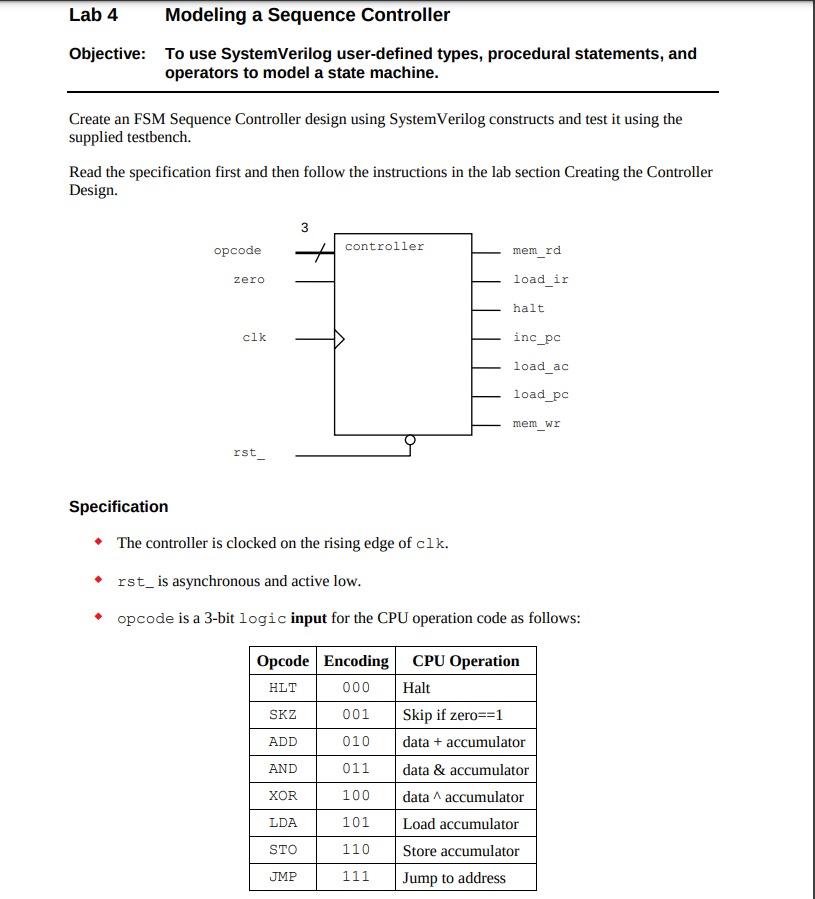 Lab 4 Modeling a Sequence Controller
Objective: To use SystemVerilog user-defined types, procedural statements, and
operators to model a state machine.
Create an FSM Sequence Controller design using SystemVerilog constructs and test it using the
supplied testbench.
Read the specification first and then follow the instructions in the lab section Creating the Controller
Design.
3
opcode controller mem_rd
zero load_ir
halt
clk inc_pc
load_ac
load_pc
mem_wr
rst_
Specification
The controller is clocked on the rising edge of clk.
rst_ is asynchronous and active low.
opcode is a 3-bit logic input for the CPU operation code as follows:
Opcode Encoding CPU Operation
HLT 000 Halt
SKZ 001 Skip if zero==1
ADD 010 data + accumulator
AND 011 data & accumulator
XOR 100 data ^ accumulator
LDA 101 Load accumulator
STO 110 Store accumulator
JMP 111 Jump to address